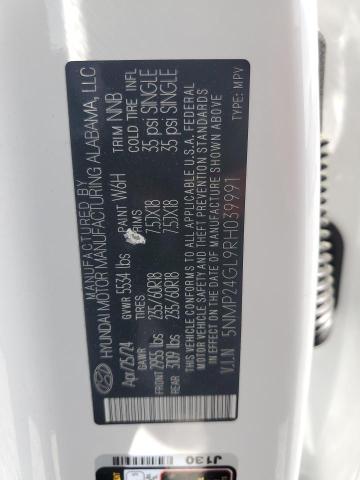 MANUFACTURED BY
HYUNDAI MOTOR MANUFACTURING ALABAMA, LLC
Apr/25/24 GVWR 5534 lbs PAINT W6H TRIM NNB
GAWR TIRES RIMS COLD TIRE INFL
FRONT 2955 lbs 235/60R18 7.5JX18 35 psi SINGLE
REAR 3109 lbs 235/60R18 7.5JX18 35 psi SINGLE
THIS VEHICLE CONFORMS TO ALL APPLICABLE U.S.A. FEDERAL
MOTOR VEHICLE SAFETY AND THEFT PREVENTION STANDARDS
IN EFFECT ON THE DATE OF MANUFACTURE SHOWN ABOVE
V.I.N 5NMP24GL9RH039991 TYPE: MPV
J130